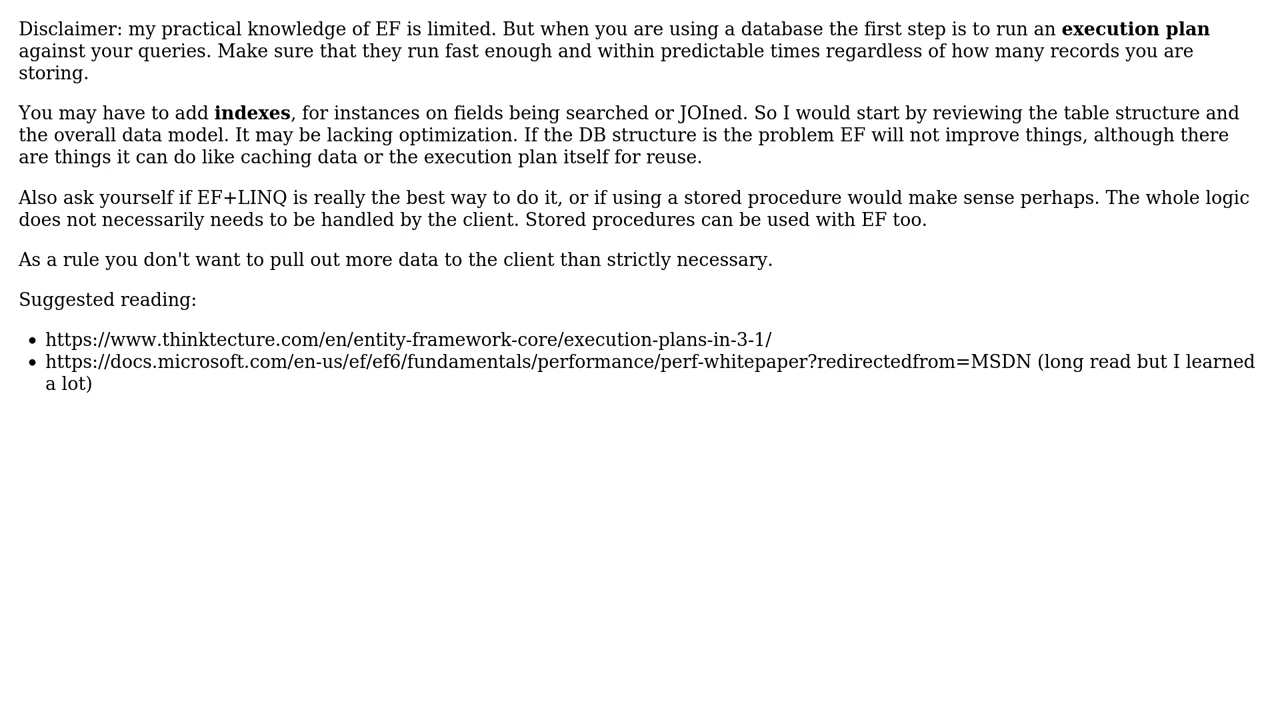 Disclaimer: my practical knowledge of EF is limited. But when you are using a database the first step is to run an execution plan
against your queries. Make sure that they run fast enough and within predictable times regardless of how many records you are
storing.
You may have to add indexes, for instances on fields being searched or JOIned. So I would start by reviewing the table structure and
the overall data model. It may be lacking optimization. If the DB structure is the problem EF will not improve things, although there
are things it can do like caching data or the execution plan itself for reuse.
Also ask yourself if EF+LINQ is really the best way to do it, or if using a stored procedure would make sense perhaps. The whole logic
does not necessarily needs to be handled by the client. Stored procedures can be used with EF too.
As a rule you don't want to pull out more data to the client than strictly necessary.
Suggested reading:
• https://www.thinktecture.com/en/entity-framework-core/execution-plans-in-3-1/
• https://docs.microsoft.com/en-us/ef/ef6/fundamentals/performance/perf-whitepaper?redirectedfrom=MSDN (long read but I learned
a lot)